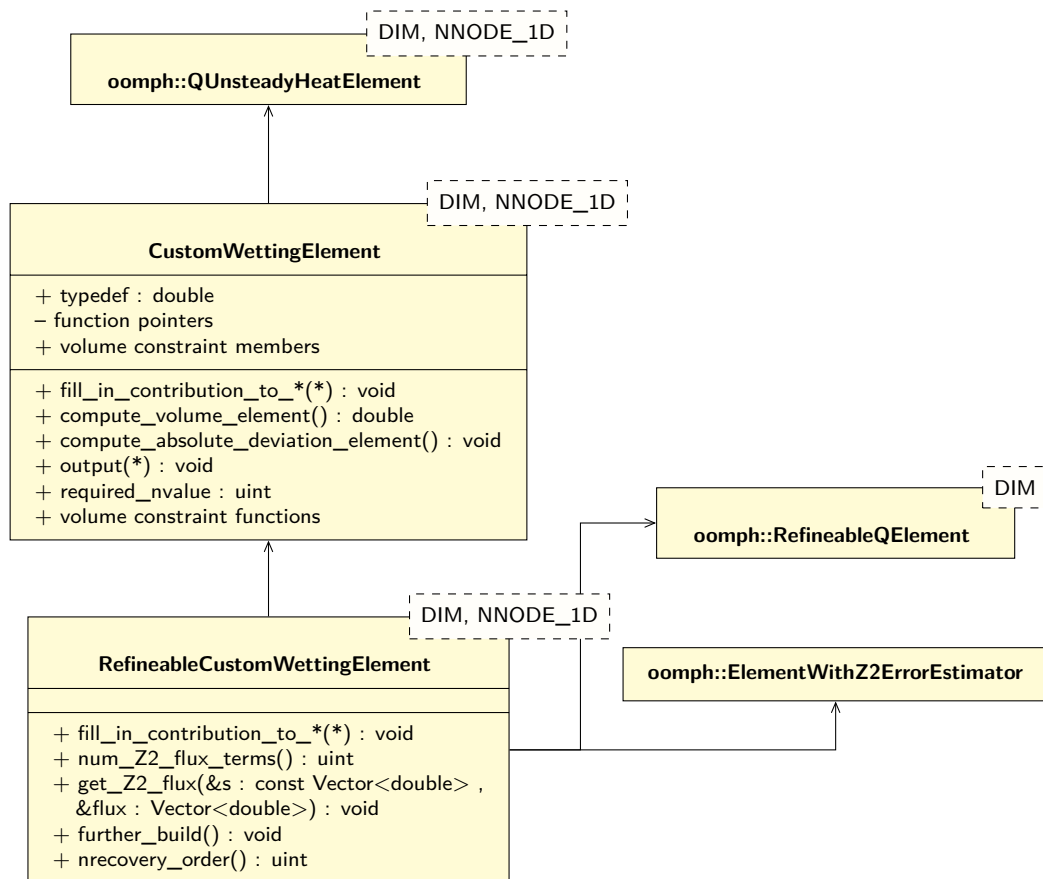 DIM, NNODE_1D
oomph::QUnsteadyHeatElement
DIM, NNODE_1D
CustomWettingElement
+ typedef : double
– function pointers
+ volume constraint members
+ fill_in_contribution_to_*(*) : void
+ compute_volume_element() : double
+ compute_absolute_deviation_element() : void
+ output(*) : void
+ required_nvalue : uint
+ volume constraint functions
DIM
oomph::RefineableQElement
DIM, NNODE_1D
RefineableCustomWettingElement
oomph::ElementWithZ2ErrorEstimator
+ fill_in_contribution_to_*(*) : void
+ num_Z2_flux_terms() : uint
+ get_Z2_flux(&s : const Vector<double> ,
&flux : Vector<double>) : void
+ further_build() : void
+ nrecovery_order() : uint